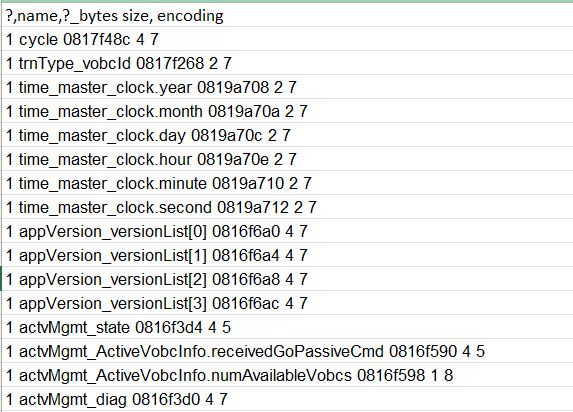 ?,name,?_bytes size, encoding
1 cycle 0817f48c 4 7
1 trnType_vobcId 0817f268 2 7
1 time_master_clock.year 0819a708 2 7
1 time_master_clock.month 0819a70a 2 7
1 time_master_clock.day 0819a70c 2 7
1 time_master_clock.hour 0819a70e 2 7
1 time_master_clock.minute 0819a710 2 7
1 time_master_clock.second 0819a712 2 7
1 appVersion_versionList[0] 0816f6a0 4 7
1 appVersion_versionList[1] 0816f6a4 4 7
1 appVersion_versionList[2] 0816f6a8 4 7
1 appVersion_versionList[3] 0816f6ac 4 7
1 actvMgmt_state 0816f3d4 4 5
1 actvMgmt_ActiveVobcInfo.receivedGoPassiveCmd 0816f590 4 5
1 actvMgmt_ActiveVobcInfo.numAvailableVobcs 0816f598 1 8
1 actvMgmt_diag 0816f3d0 4 7